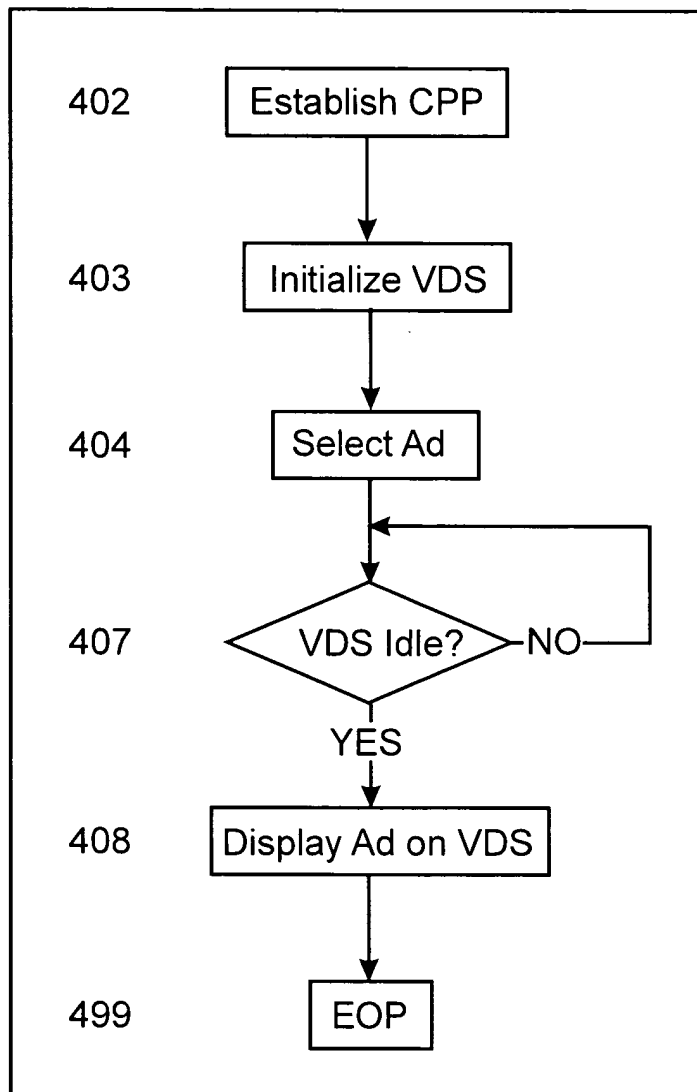 402 Establish CPP
403 Initialize VDS
404 Select Ad
407 VDS Idle? NO
YES
408 Display Ad on VDS
499 EOP